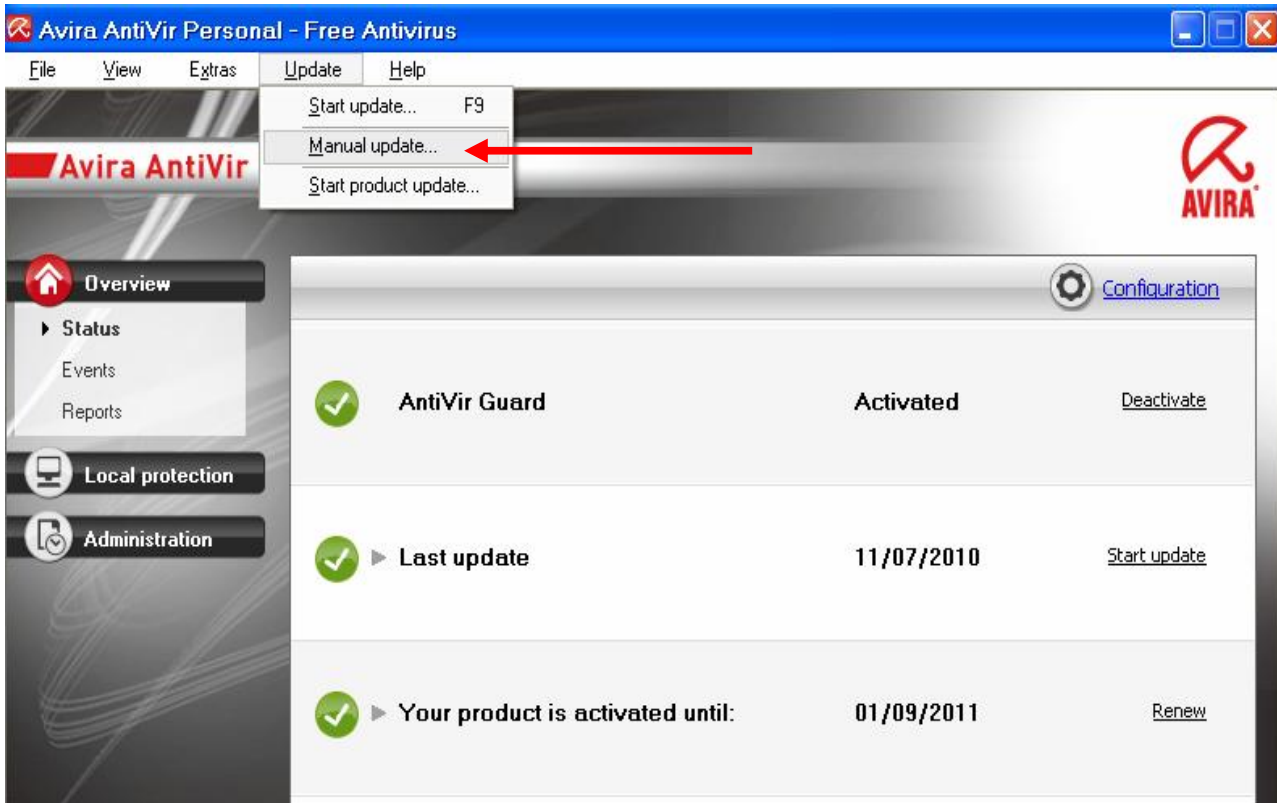 Avira AntiVir Personal - Free Antivirus
File View Extras Update Help
Start update... F9
Manual update...
Start product update...
Avira AntiVir
AVIRA
Overview
Status
Events
Reports
Local protection
Administration
Configuration
AntiVir Guard Activated Deactivate
Last update 11/07/2010 Start update
Your product is activated until: 01/09/2011 Renew